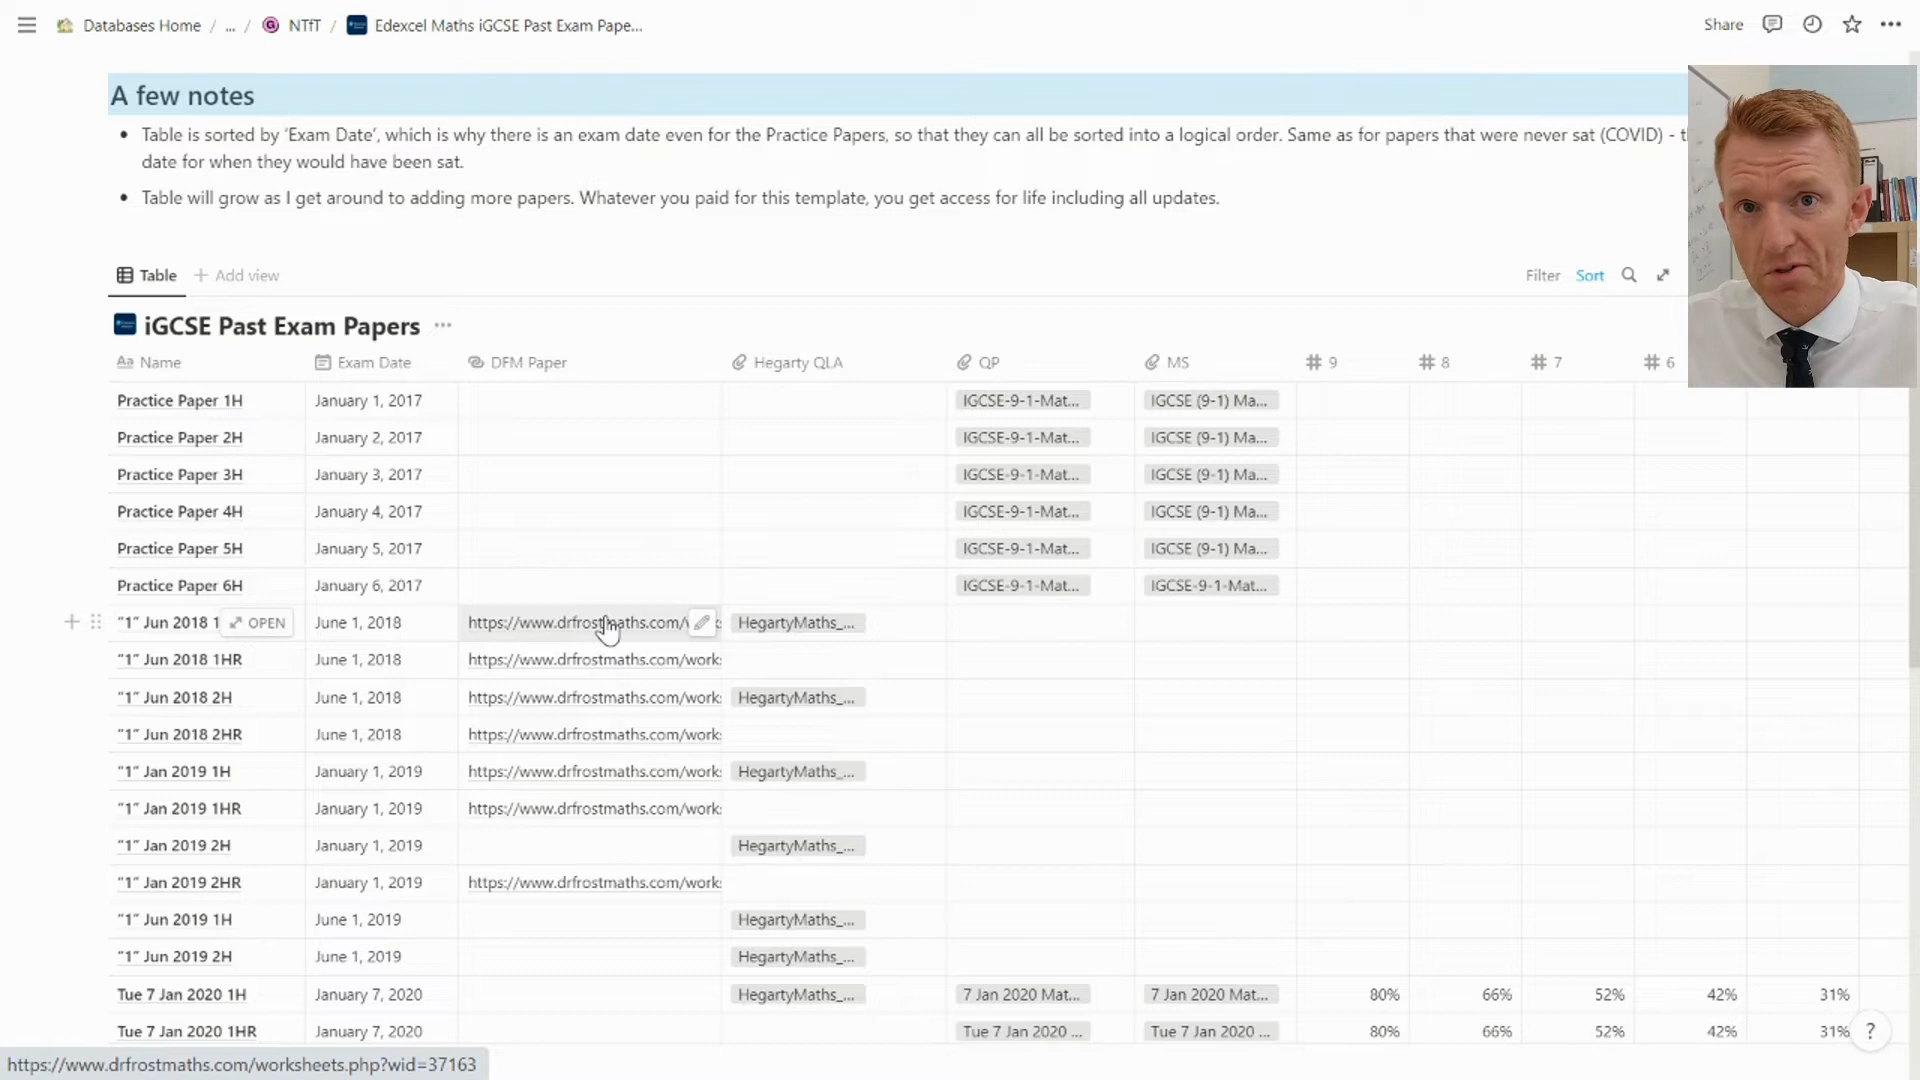 Databases Home / ... / NTfT / Edexcel Maths iGCSE Past Exam Pape...
Share
A few notes
• Table is sorted by ‘Exam Date’, which is why there is an exam date even for the Practice Papers, so that they can all be sorted into a logical order. Same as for papers that were never sat (COVID) -
date for when they would have been sat.
• Table will grow as I get around to adding more papers. Whatever you paid for this template, you get access for life including all updates.
Table + Add view
Filter Sort
iGCSE Past Exam Papers ...
Aa Name Exam Date DFM Paper Hegarty QLA QP MS # 9 # 8 # 7 # 6
Practice Paper 1H January 1, 2017 IGCSE-9-1-Mat... IGCSE (9-1) Ma...
Practice Paper 2H January 2, 2017 IGCSE-9-1-Mat... IGCSE (9-1) Ma...
Practice Paper 3H January 3, 2017 IGCSE-9-1-Mat... IGCSE (9-1) Ma...
Practice Paper 4H January 4, 2017 IGCSE-9-1-Mat... IGCSE (9-1) Ma...
Practice Paper 5H January 5, 2017 IGCSE-9-1-Mat... IGCSE (9-1) Ma...
Practice Paper 6H January 6, 2017 IGCSE-9-1-Mat... IGCSE-9-1-Mat...
“1” Jun 2018 1 OPEN June 1, 2018 https://www.drfrostmaths.com/ HegartyMaths_...
“1” Jun 2018 1HR June 1, 2018 https://www.drfrostmaths.com/work
“1” Jun 2018 2H June 1, 2018 https://www.drfrostmaths.com/work HegartyMaths_...
“1” Jun 2018 2HR June 1, 2018 https://www.drfrostmaths.com/work
“1” Jan 2019 1H January 1, 2019 https://www.drfrostmaths.com/work HegartyMaths_...
“1” Jan 2019 1HR January 1, 2019 https://www.drfrostmaths.com/work
“1” Jan 2019 2H January 1, 2019 HegartyMaths_...
“1” Jan 2019 2HR January 1, 2019 https://www.drfrostmaths.com/work
“1” Jun 2019 1H June 1, 2019 HegartyMaths_...
“1” Jun 2019 2H June 1, 2019 HegartyMaths_...
Tue 7 Jan 2020 1H January 7, 2020 HegartyMaths_... 7 Jan 2020 Mat... 7 Jan 2020 Mat... 80% 66% 52% 42% 31%
Tue 7 Jan 2020 1HR January 7, 2020 Tue 7 Jan 2020 ... Tue 7 Jan 2020 ... 80% 66% 52% 42% 31%
?
https://www.drfrostmaths.com/worksheets.php?wid=37163